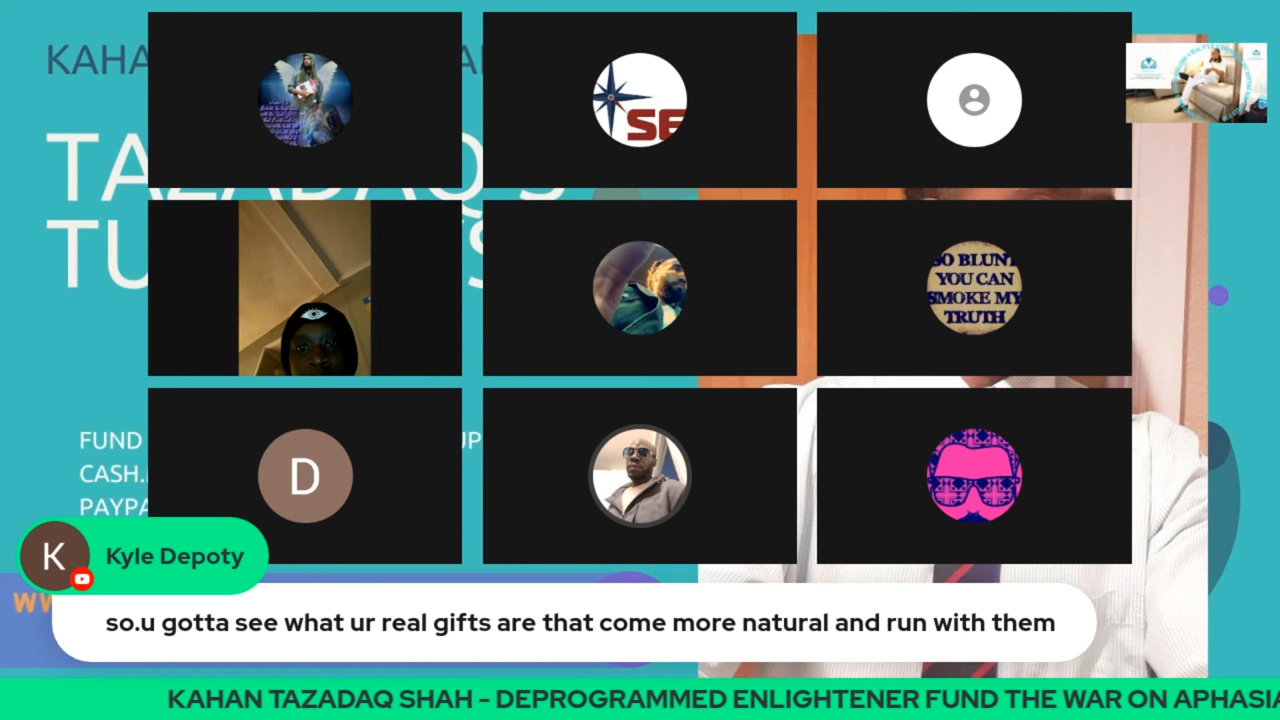 KAHA
TAZADAQ'S
TU
FUND
UP
CASH.
PAYPA
SE
SO BLUNT
YOU CAN
SMOKE MY
TRUTH
D
K
Kyle Depoty
so.u gotta see what ur real gifts are that come more natural and run with them
KAHAN TAZADAQ SHAH - DEPROGRAMMED ENLIGHTENER FUND THE WAR ON APHASIA